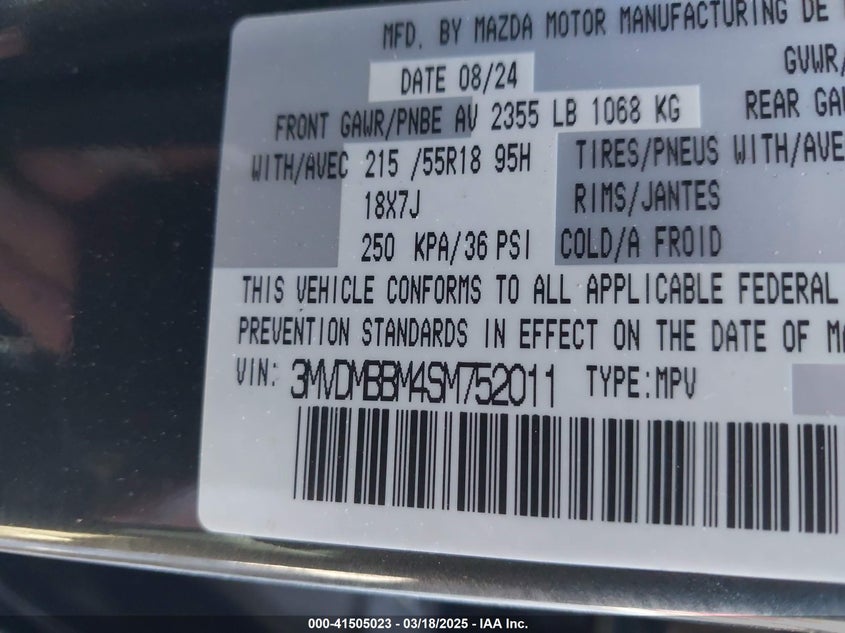 MFD. BY MAZDA MOTOR MANUFACTURING DE
DATE 08/24 GVWR/
FRONT GAWR/PNBE AV 2355 LB 1068 KG REAR GA
WITH/AVEC 215 /55R18 95H TIRES/PNEUS WITH/AVE
18X7J RIMS/JANTES
250 KPA/36 PSI COLD/A FROID
THIS VEHICLE CONFORMS TO ALL APPLICABLE FEDERAL
PREVENTION STANDARDS IN EFFECT ON THE DATE OF MA
VIN: 3MVDMBBM4SM752011 TYPE:MPV
000-41505023 — 03/18/2025 — IAA Inc.